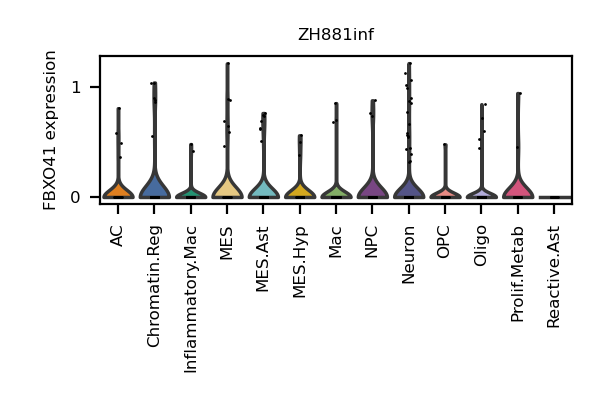 ZH881inf
FBXO41 expression
1
0
AC
Chromatin.Reg
Inflammatory.Mac
MES
MES.Ast
MES.Hyp
Mac
NPC
Neuron
OPC
Oligo
Prolif.Metab
Reactive.Ast